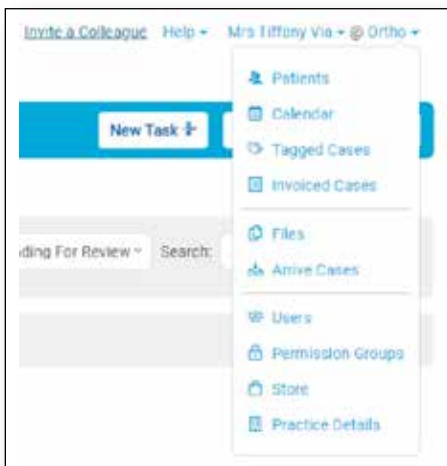 Invite a Colleague Help Mrs Tiffany Via @ Ortho
New Task
Patients
Calendar
Tagged Cases
Invoiced Cases
ding For Review Search:
Files
Arrive Cases
Users
Permission Groups
Store
Practice Details